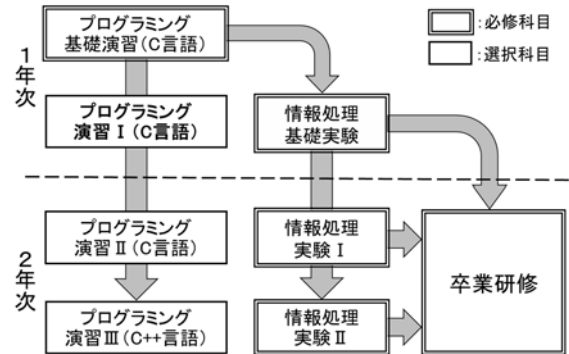 プログラミング
基礎演習(C言語)
:必修科目
:選択科目
1年次
プログラミング
演習Ⅰ(C言語)
情報処理
基礎実験
2年次
プログラミング
演習Ⅱ(C言語)
情報処理
実験Ⅰ
卒業研修
プログラミング
演習Ⅲ(C++言語)
情報処理
実験Ⅱ